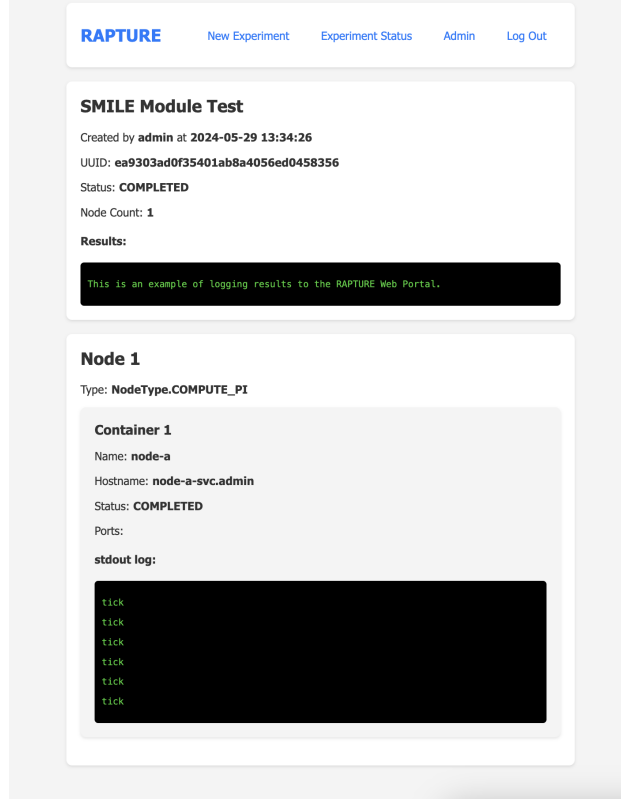 RAPTURE New Experiment Experiment Status Admin Log Out
SMILE Module Test
Created by admin at 2024-05-29 13:34:26
UUID: ea9303ad0f35401ab8a4056ed0458356
Status: COMPLETED
Node Count: 1
Results:
This is an example of logging results to the RAPTURE Web Portal.
Node 1
Type: NodeType.COMPUTE_PI
Container 1
Name: node-a
Hostname: node-a-svc.admin
Status: COMPLETED
Ports:
stdout log:
tick
tick
tick
tick
tick
tick